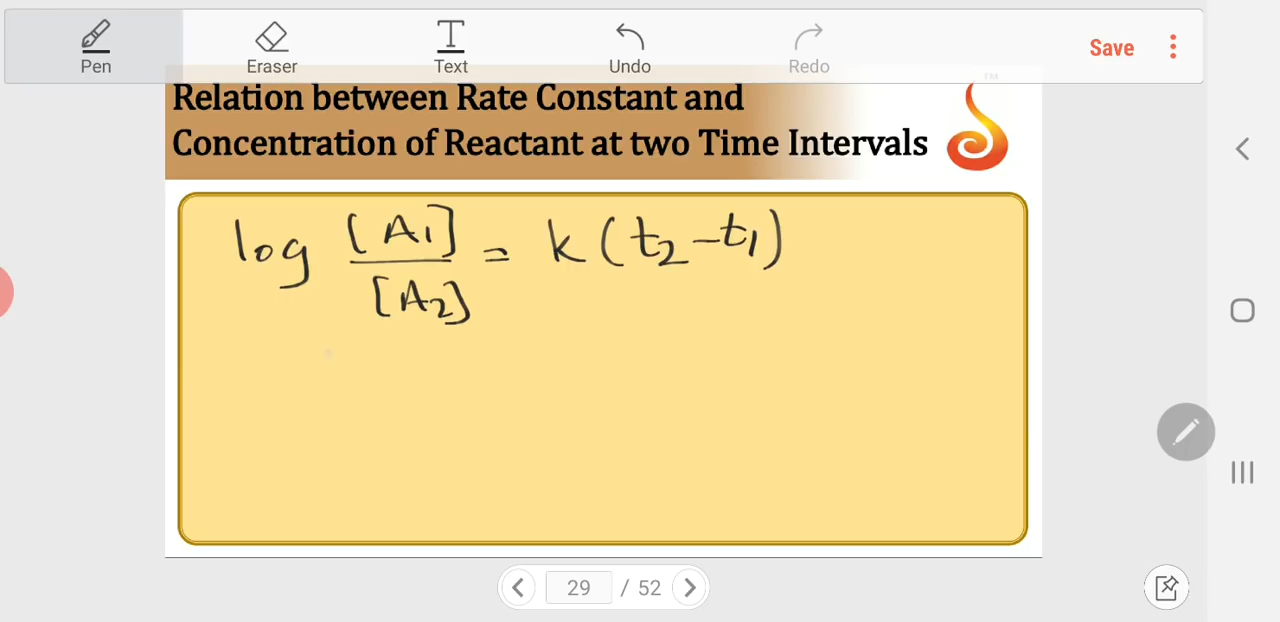 Pen Eraser Text Undo Redo Save
Relation between Rate Constant and
Concentration of Reactant at two Time Intervals
TM
log [A1] / [A2] = k(t2-t1)
29 / 52